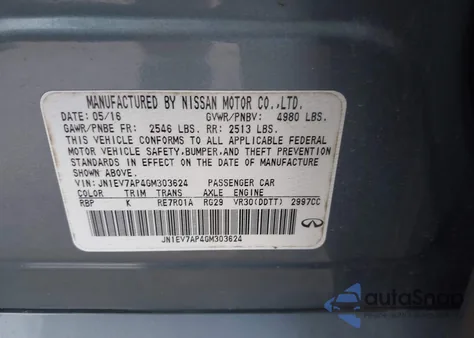 MANUFACTURED BY NISSAN MOTOR CO.,LTD.
DATE: 05/16 GVWR/PNBV: 4980 LBS.
GAWR/PNBE FR: 2546 LBS. RR: 2513 LBS.
THIS VEHICLE CONFORMS TO ALL APPLICABLE FEDERAL
MOTOR VEHICLE SAFETY,BUMPER,AND THEFT PREVENTION
STANDARDS IN EFFECT ON THE DATE OF MANUFACTURE
SHOWN ABOVE.
VIN: JN1EV7AP4GM303624 PASSENGER CAR
COLOR TRIM TRANS AXLE ENGINE
RBP K RE7R01A RG29 VR30(DDTT) 2997CC
JN1EV7AP4GM303624
autoSnap